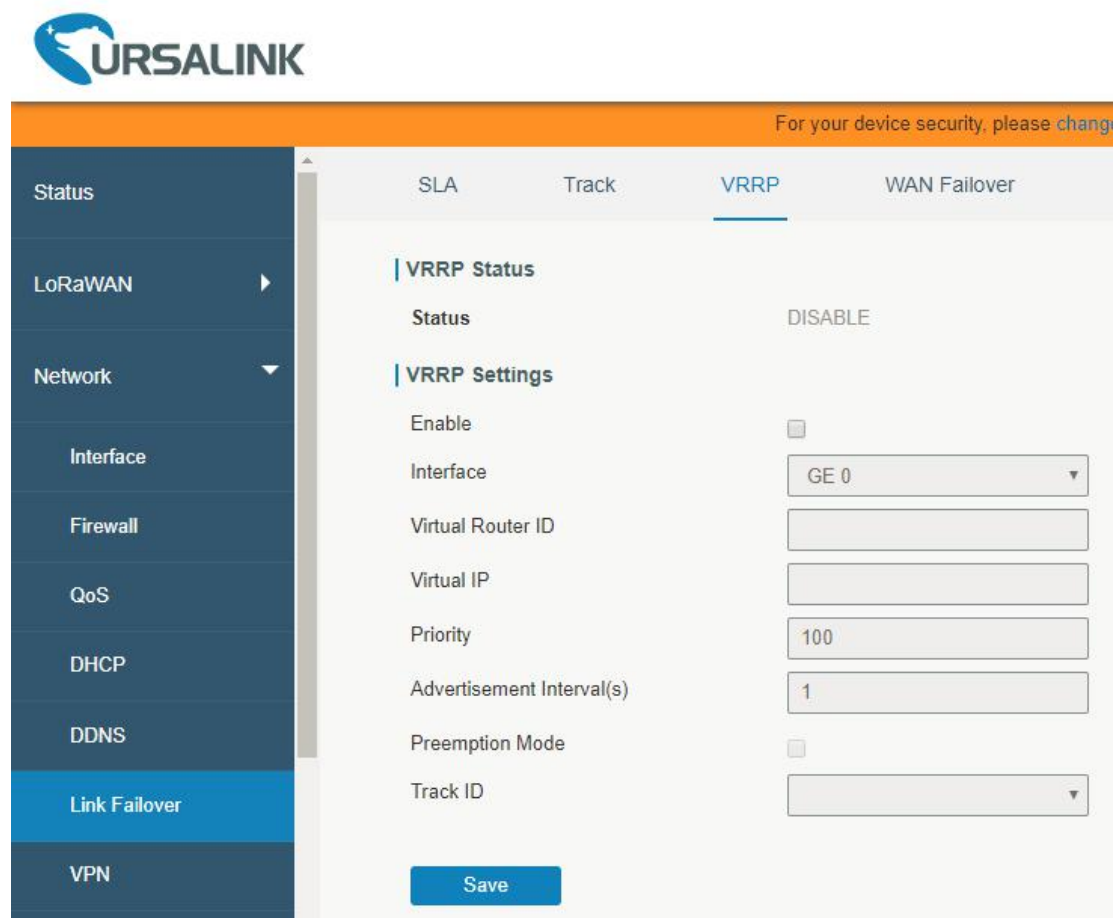 URSALINK
For your device security, please change
Status
LoRaWAN
Network
Interface
Firewall
QoS
DHCP
DDNS
Link Failover
VPN
SLA Track VRRP WAN Failover
VRRP Status
Status DISABLE
VRRP Settings
Enable
Interface GE 0
Virtual Router ID
Virtual IP
Priority 100
Advertisement Interval(s) 1
Preemption Mode
Track ID
Save